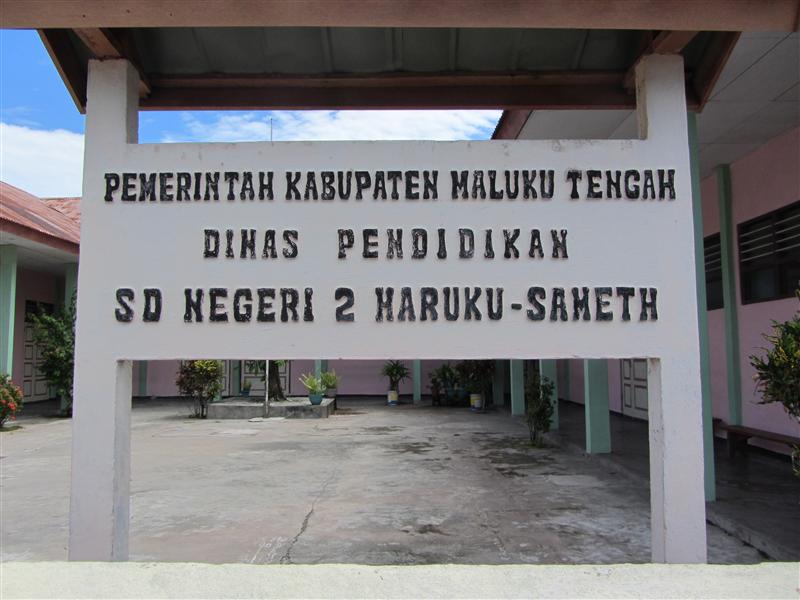 PEMERINTAH KABUPATEN MALUKU TENGAH
DINAS PENDIDIKAN
SD NEGERI 2 HARUKU-SAMETH